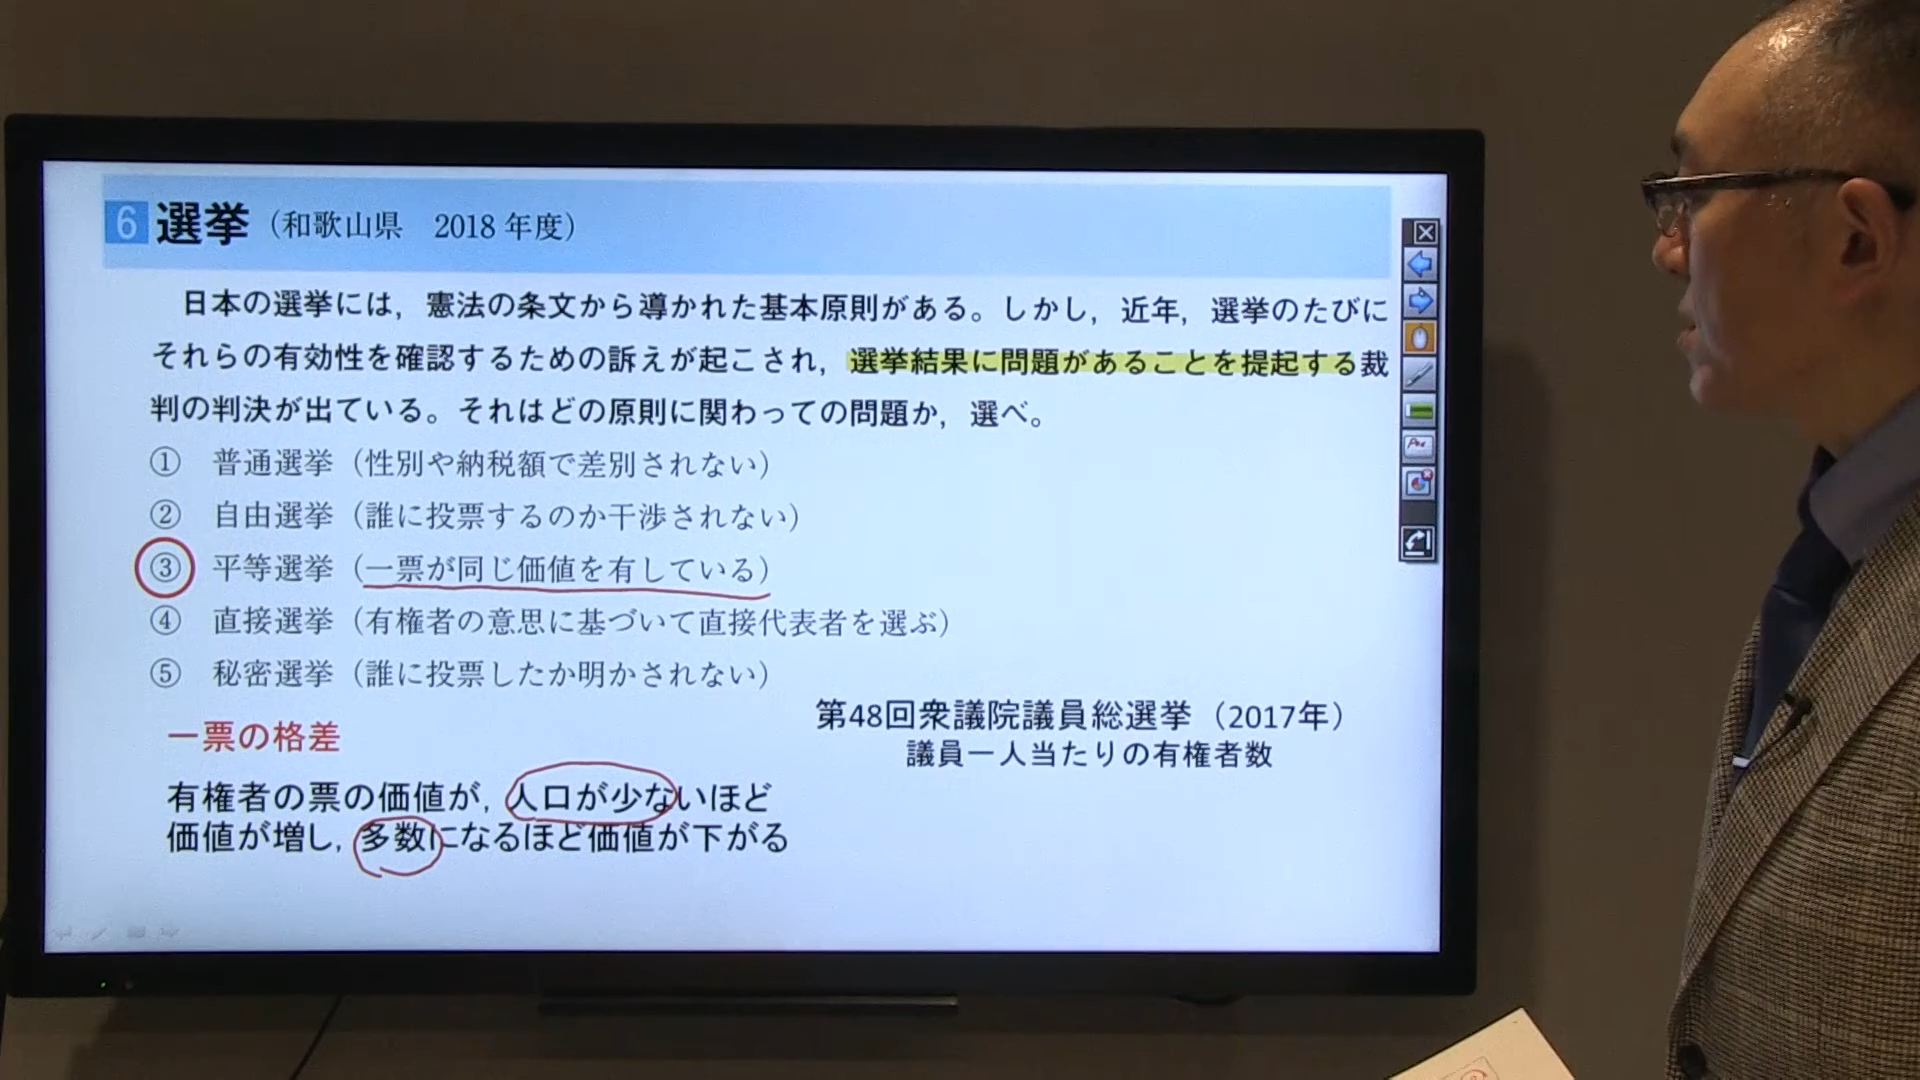 6 選挙（和歌山県　2018年度）
日本の選挙には，憲法の条文から導かれた基本原則がある。しかし，近年，選挙のたびに
それらの有効性を確認するための訴えが起こされ，選挙結果に問題があることを提起する裁
判の判決が出ている。それはどの原則に関わっての問題か，選べ。
①　普通選挙（性別や納税額で差別されない）
②　自由選挙（誰に投票するのか干渉されない）
③　平等選挙（一票が同じ価値を有している）
④　直接選挙（有権者の意思に基づいて直接代表者を選ぶ）
⑤　秘密選挙（誰に投票したか明かされない）
一票の格差
有権者の票の価値が，人口が少ないほど
価値が増し，多数になるほど価値が下がる
第48回衆議院議員総選挙（2017年）
議員一人当たりの有権者数